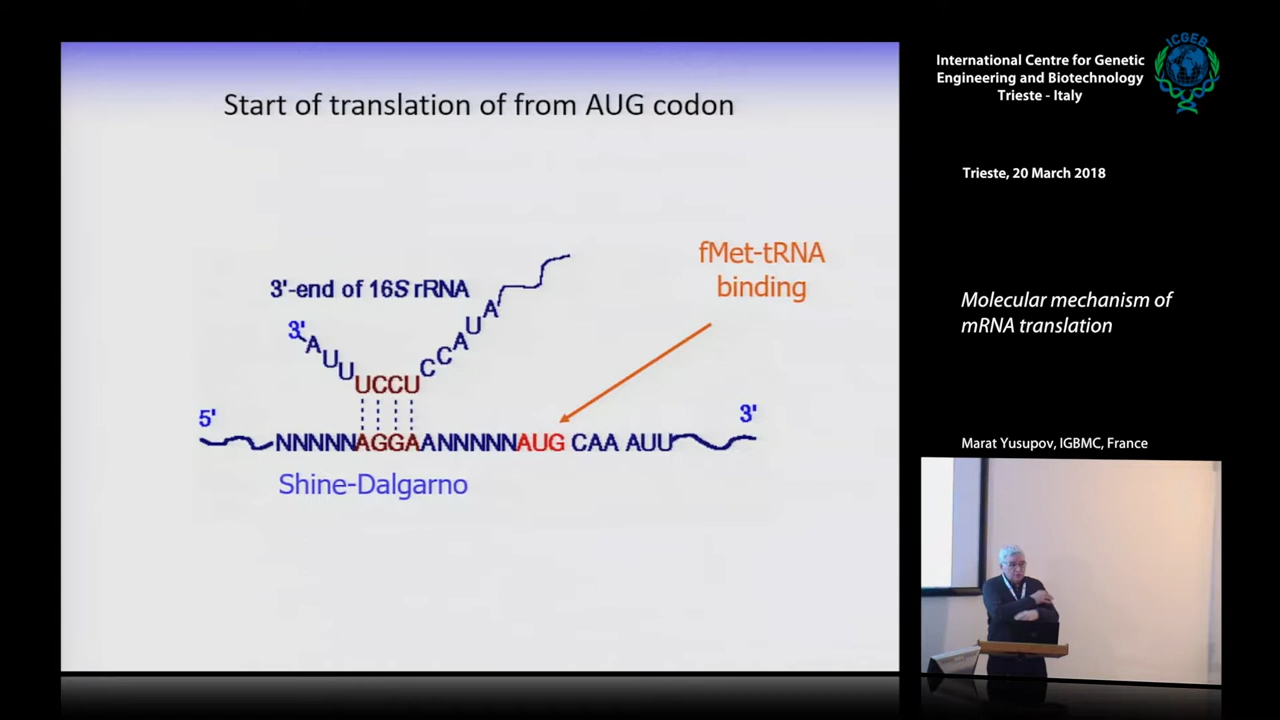 Start of translation of from AUG codon
fMet-tRNA
binding
3'-end of 16S rRNA
3'
AUU
UCCU
CCAUA
5'
3'
NNNNNAGGAANNNNNAUG CAA AUU
Shine-Dalgarno
International Centre for Genetic
Engineering and Biotechnology
Trieste - Italy
ICGEB
Trieste, 20 March 2018
Molecular mechanism of
mRNA translation
Marat Yusupov, IGBMC, France